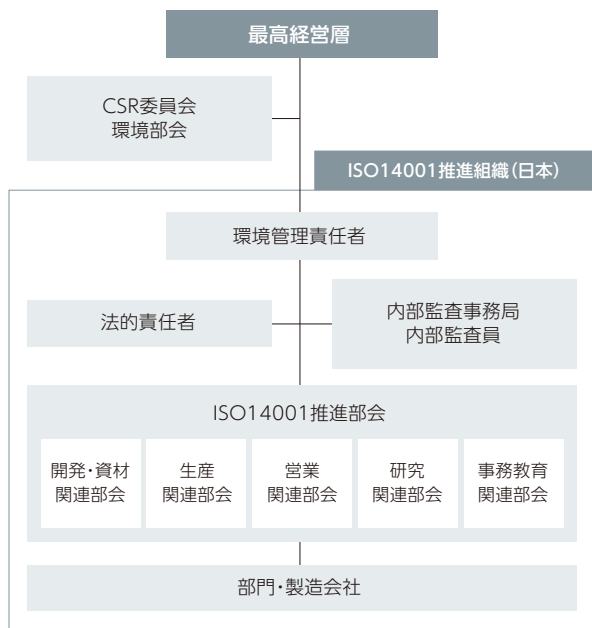 最高経営層
CSR委員会
環境部会
ISO14001推進組織(日本)
環境管理責任者
法的責任者
内部監査事務局
内部監査員
ISO14001推進部会
開発・資材
関連部会
生産
関連部会
営業
関連部会
研究
関連部会
事務教育
関連部会
部門・製造会社